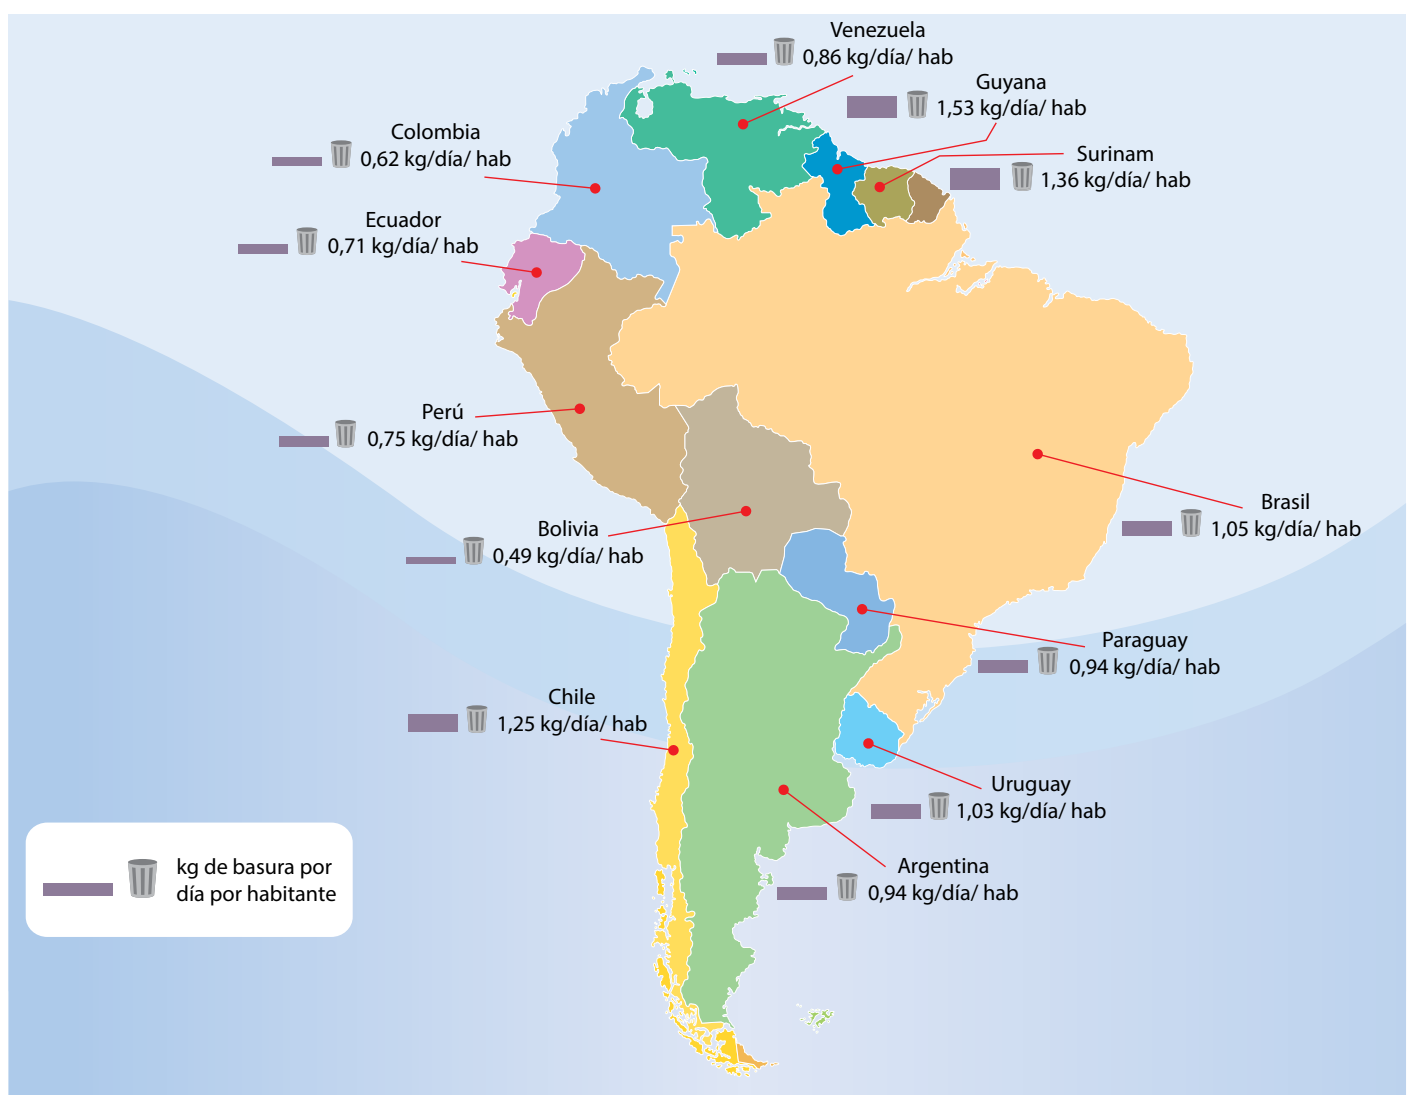 Venezuela
0,86 kg/día/ hab
Guyana
1,53 kg/día/ hab
Colombia
0,62 kg/día/ hab
Surinam
1,36 kg/día/ hab
Ecuador
0,71 kg/día/ hab
Perú
0,75 kg/día/ hab
Brasil
1,05 kg/día/ hab
Bolivia
0,49 kg/día/ hab
Paraguay
0,94 kg/día/ hab
Chile
1,25 kg/día/ hab
Uruguay
1,03 kg/día/ hab
Argentina
0,94 kg/día/ hab
kg de basura por
día por habitante